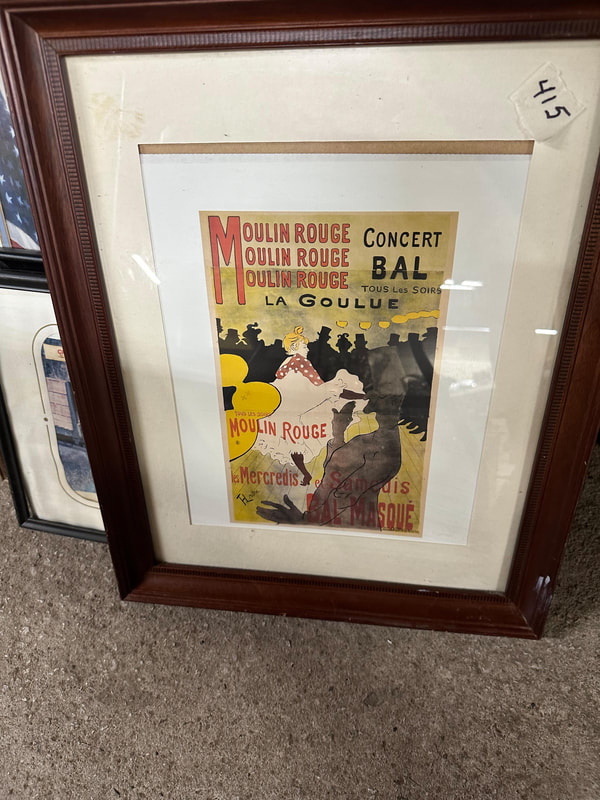 415
MOULIN ROUGE CONCERT
MOULIN ROUGE BAL
MOULIN ROUGE TOUS LES SOIRS
LA GOULUE
TOUS LES SOIRS
MOULIN ROUGE
les Mercredis et Samedis
BAL MASQUÉ